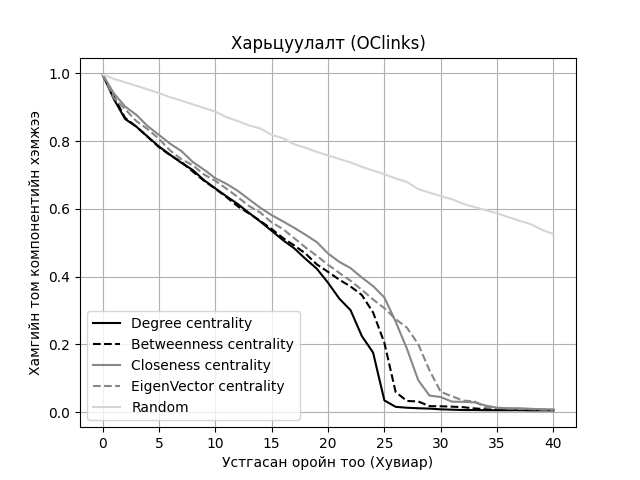 Харьцуулалт (OClinks)
Хамгийн том компонентийн хэмжээ
1.0
0.8
0.6
0.4
0.2
0.0
Degree centrality
Betweenness centrality
Closeness centrality
EigenVector centrality
Random
0 5 10 15 20 25 30 35 40
Устгасан оройн тоо (Хувиар)